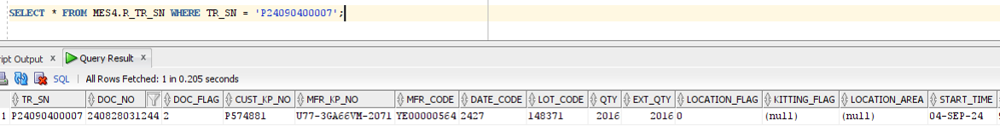 SELECT * FROM MES4.R_TR_SN WHERE TR_SN = 'P24090400007';
ript Output × Query Result ×
SQL | All Rows Fetched: 1 in 0.205 seconds
TR_SN DOC_NO DOC_FLAG CUST_KP_NO MFR_KP_NO MFR_CODE DATE_CODE LOT_CODE QTY EXT_QTY LOCATION_FLAG KITTING_FLAG LOCATION_AREA START_TIME
1 P24090400007 240828031244 2 P574881 U77-3GA66VM-2071 YE00000564 2427 148371 2016 2016 0 (null) (null) 04-SEP-24